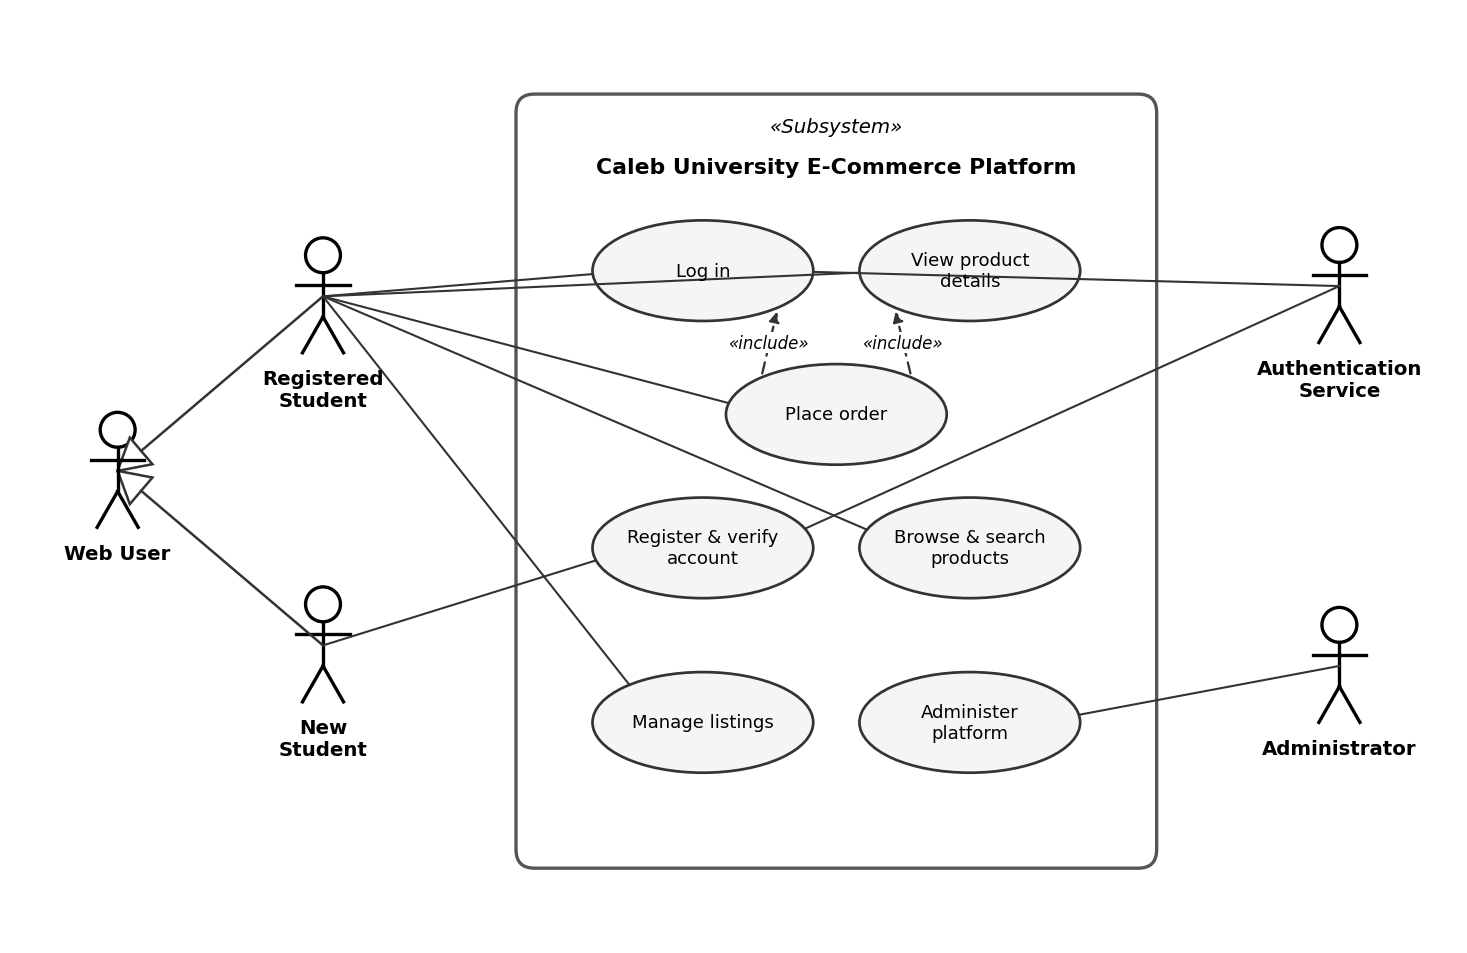 «Subsystem»
Caleb University E-Commerce Platform
Log in
View product
details
«include»
«include»
Place order
Registered
Student
Authentication
Service
Web User
Register & verify
account
Browse & search
products
New
Student
Manage listings
Administer
platform
Administrator